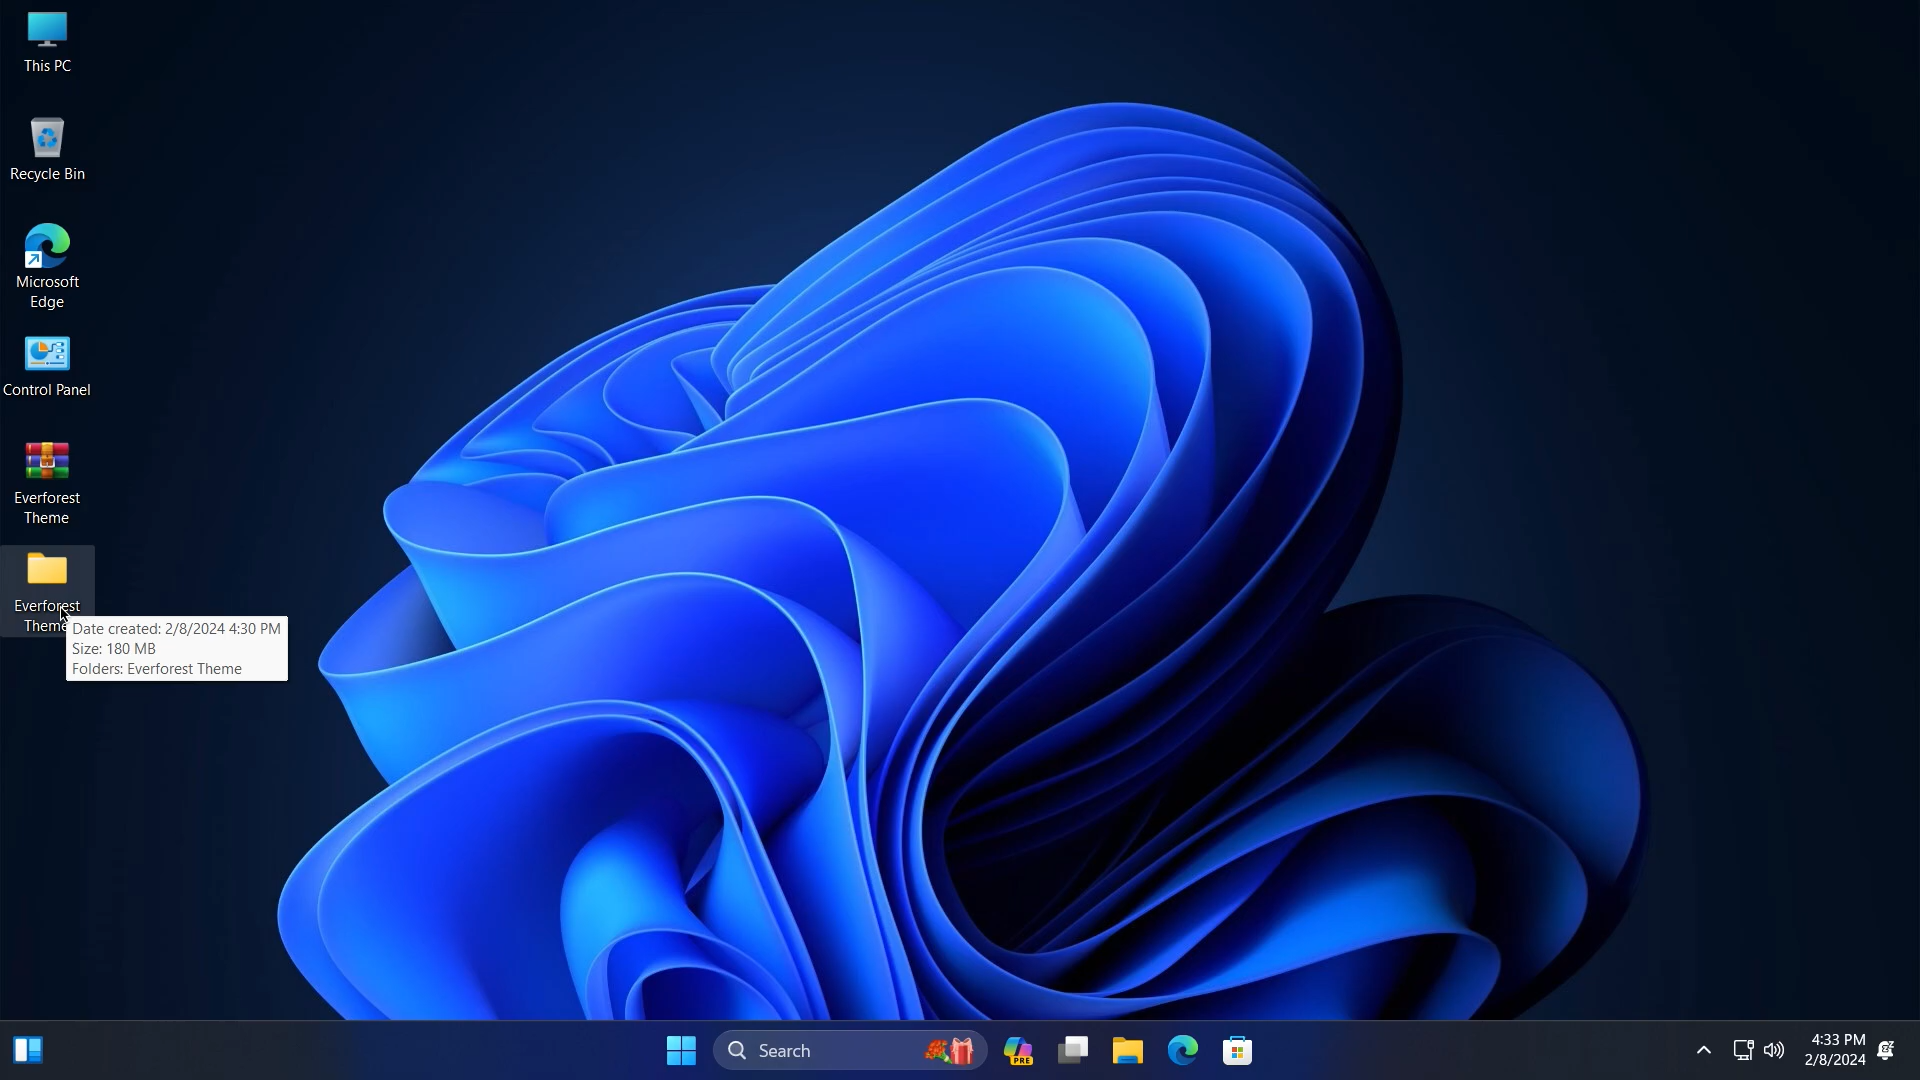 This PC
Recycle Bin
Microsoft
Edge
Control Panel
Everforest
Theme
Everforest
Theme
Date created: 2/8/2024 4:30 PM
Size: 180 MB
Folders: Everforest Theme
Search
PRE
4:33 PM
2/8/2024